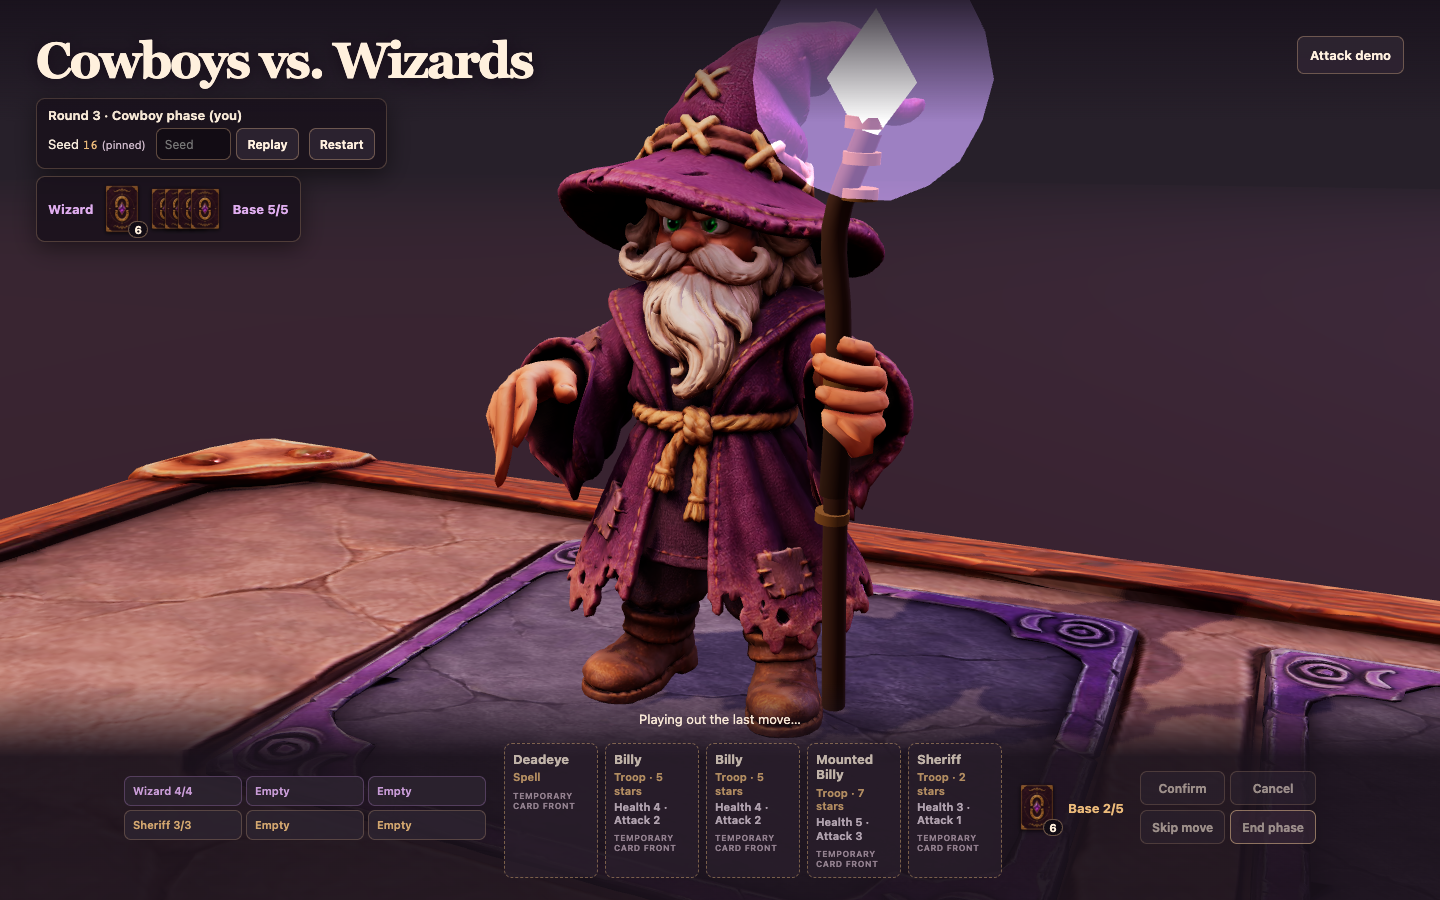 Cowboys vs. Wizards
Attack demo
Round 3 · Cowboy phase (you)
Seed 16 (pinned) Seed Replay Restart
Wizard 6 Base 5/5
Playing out the last move...
Wizard 4/4 Empty Empty
Sheriff 3/3 Empty Empty
Deadeye
Spell
TEMPORARY
CARD FRONT
Billy
Troop · 5
stars
Health 4 ·
Attack 2
TEMPORARY
CARD FRONT
Billy
Troop · 5
stars
Health 4 ·
Attack 2
TEMPORARY
CARD FRONT
Mounted
Billy
Troop · 7
stars
Health 5 ·
Attack 3
TEMPORARY
CARD FRONT
Sheriff
Troop · 2
stars
Health 3 ·
Attack 1
TEMPORARY
CARD FRONT
6 Base 2/5
Confirm Cancel
Skip move End phase